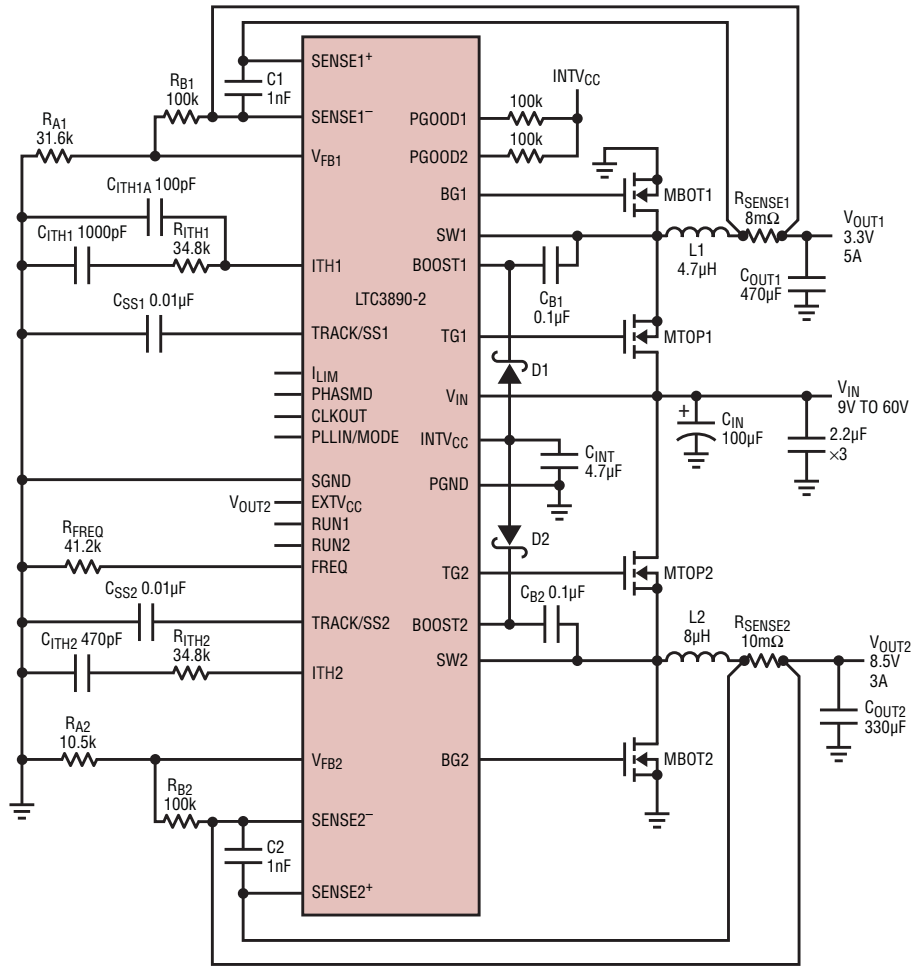 SENSE1+
C1
1nF
RB1
100k
SENSE1–
RA1
31.6k
VFB1
CITH1A 100pF
CITH1 1000pF
RITH1
34.8k
ITH1
LTC3890-2
CSS1 0.01µF
TRACK/SS1
ILIM
PHASMD
CLKOUT
PLLIN/MODE
SGND
VOUT2
EXTVCC
RUN1
RUN2
RFREQ
41.2k
FREQ
CSS2 0.01µF
TRACK/SS2
CITH2 470pF
RITH2
34.8k
ITH2
RA2
10.5k
VFB2
RB2
100k
SENSE2–
C2
1nF
SENSE2+
INTVCC
PGOOD1
100k
PGOOD2
100k
BG1
MBOT1
SW1
BOOST1
CB1
0.1µF
L1
4.7µH
RSENSE1
8mΩ
VOUT1
3.3V
5A
COUT1
470µF
TG1
MTOP1
D1
VIN
VIN
9V TO 60V
CIN
100µF
+
2.2µF
×3
INTVCC
CINT
4.7µF
PGND
D2
TG2
MTOP2
CB2 0.1µF
BOOST2
SW2
L2
8µH
RSENSE2
10mΩ
VOUT2
8.5V
3A
COUT2
330µF
BG2
MBOT2